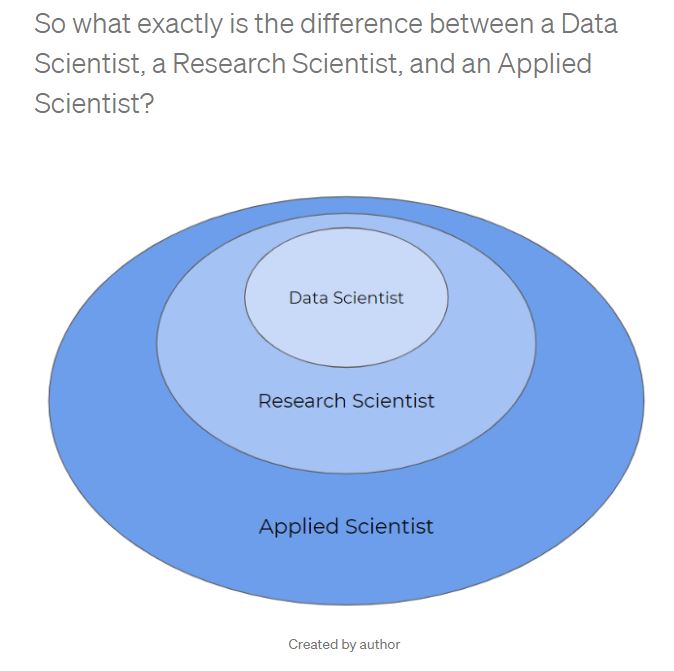 So what exactly is the difference between a Data
Scientist, a Research Scientist, and an Applied
Scientist?
Data Scientist
Research Scientist
Applied Scientist
Created by author